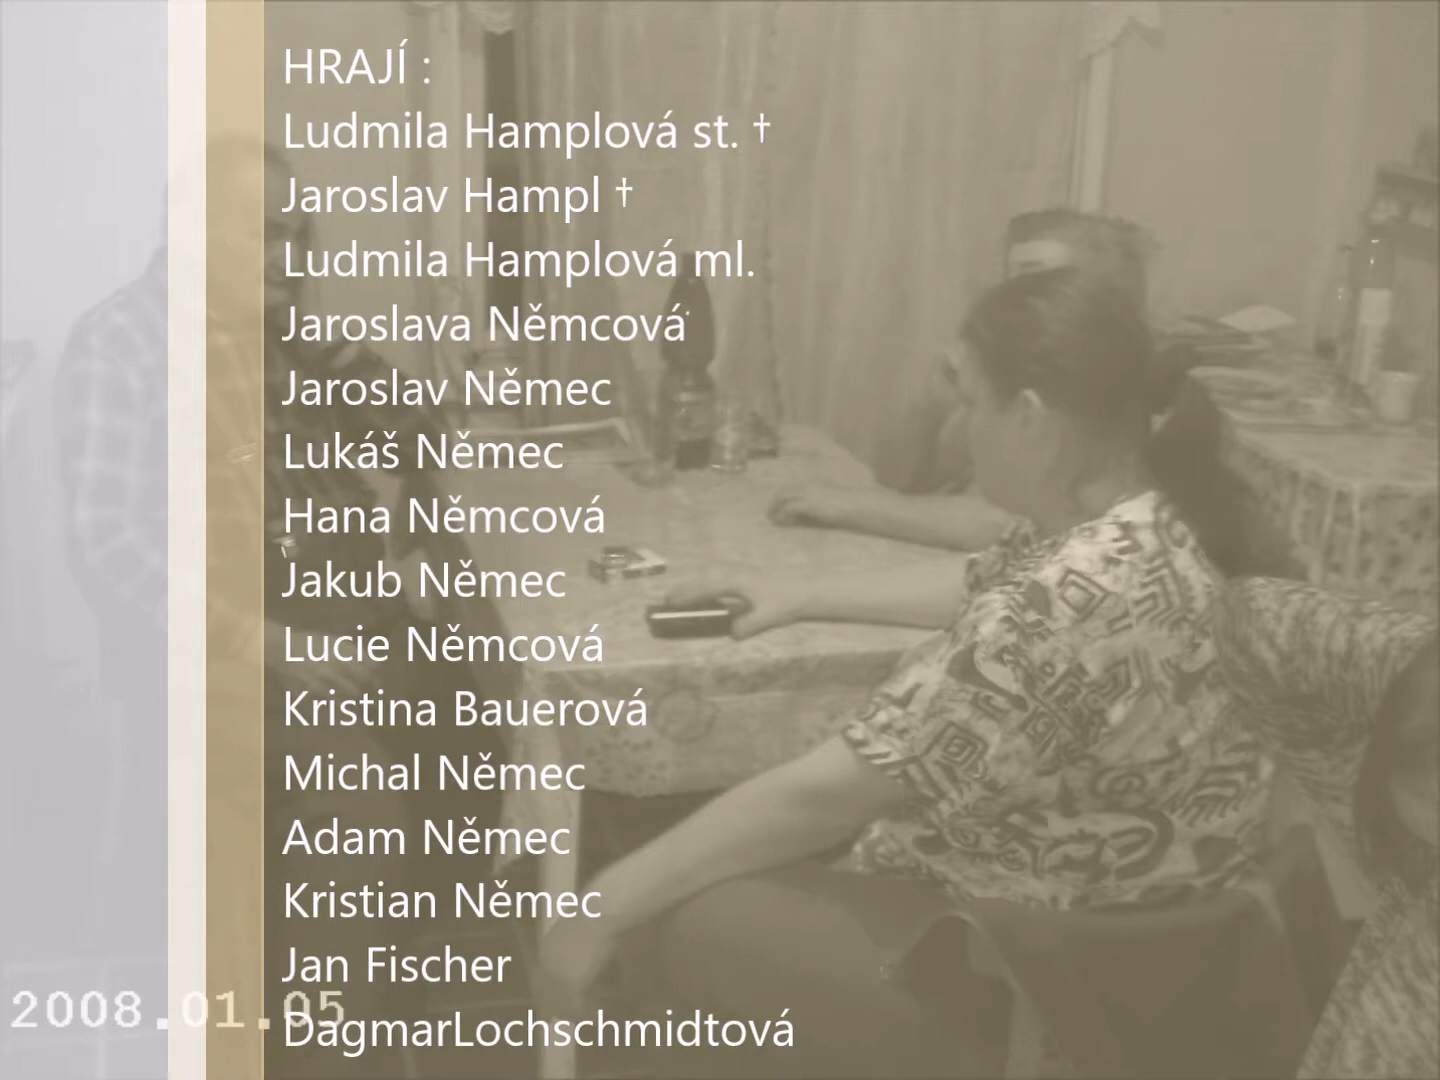 HRAJÍ :
Ludmila Hamplová st. †
Jaroslav Hampl †
Ludmila Hamplová ml.
Jaroslava Němcová
Jaroslav Němec
Lukáš Němec
Hana Němcová
Jakub Němec
Lucie Němcová
Kristina Bauerová
Michal Němec
Adam Němec
Kristian Němec
Jan Fischer
DagmarLochschmidtová
2008.01.05